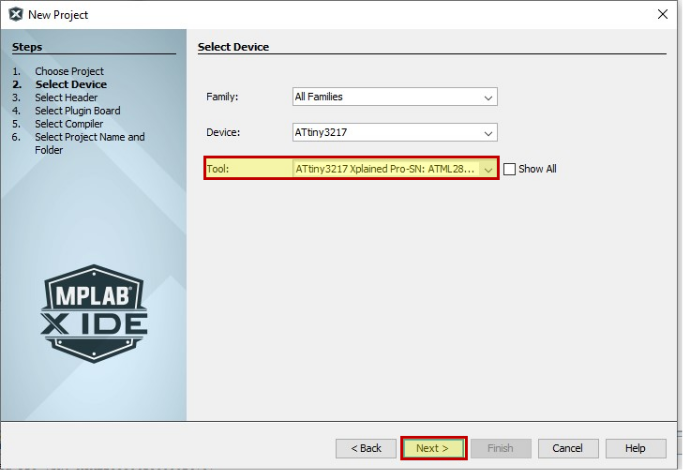 New Project
Steps
1. Choose Project
2. Select Device
3. Select Header
4. Select Plugin Board
5. Select Compiler
6. Select Project Name and
Folder
Select Device
Family: All Families
Device: ATtiny3217
Tool: ATtiny3217 Xplained Pro-SN: ATML28... Show All
MPLAB®
X IDE
< Back Next > Finish Cancel Help